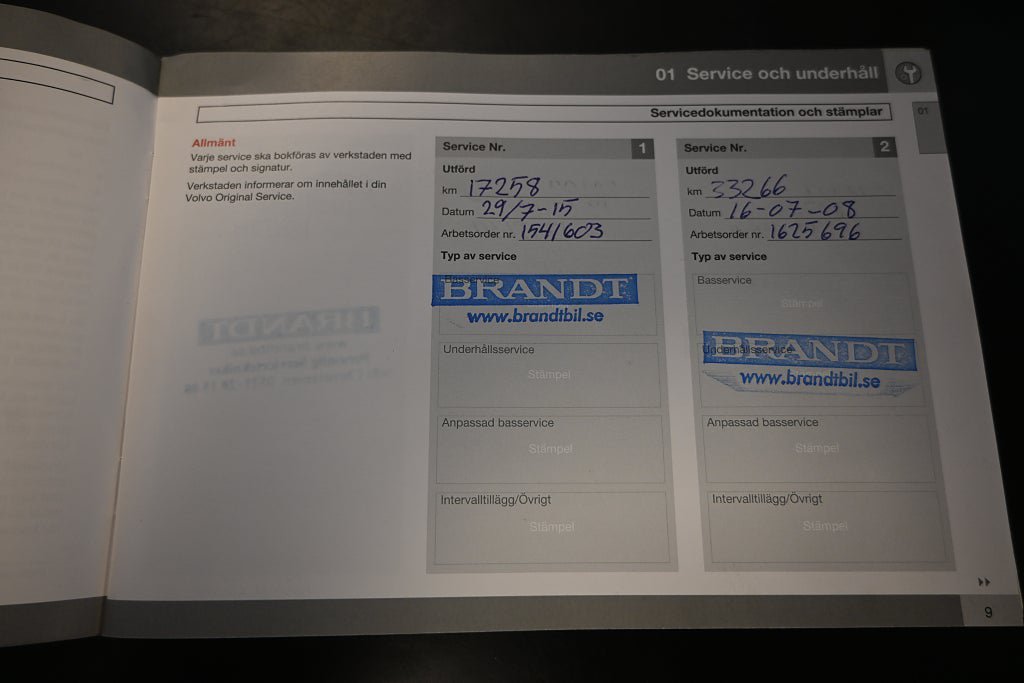 01 Service och underhåll
Servicedokumentation och stämplar
01
Allmänt
Varje service ska bokföras av verkstaden med
stämpel och signatur.
Verkstaden informerar om innehållet i din
Volvo Original Service.
Service Nr. 1
Utförd
km 17258
Datum 29/7-15
Arbetsorder nr. 1541603
Typ av service
Basservice
BRANDT
www.brandtbil.se
Underhållsservice
Stämpel
Anpassad basservice
Stämpel
Intervalltillägg/Övrigt
Stämpel
Service Nr. 2
Utförd
km 33266
Datum 16-07-08
Arbetsorder nr. 1625696
Typ av service
Basservice
Stämpel
Underhållsservice
BRANDT
www.brandtbil.se
Anpassad basservice
Stämpel
Intervalltillägg/Övrigt
Stämpel
9